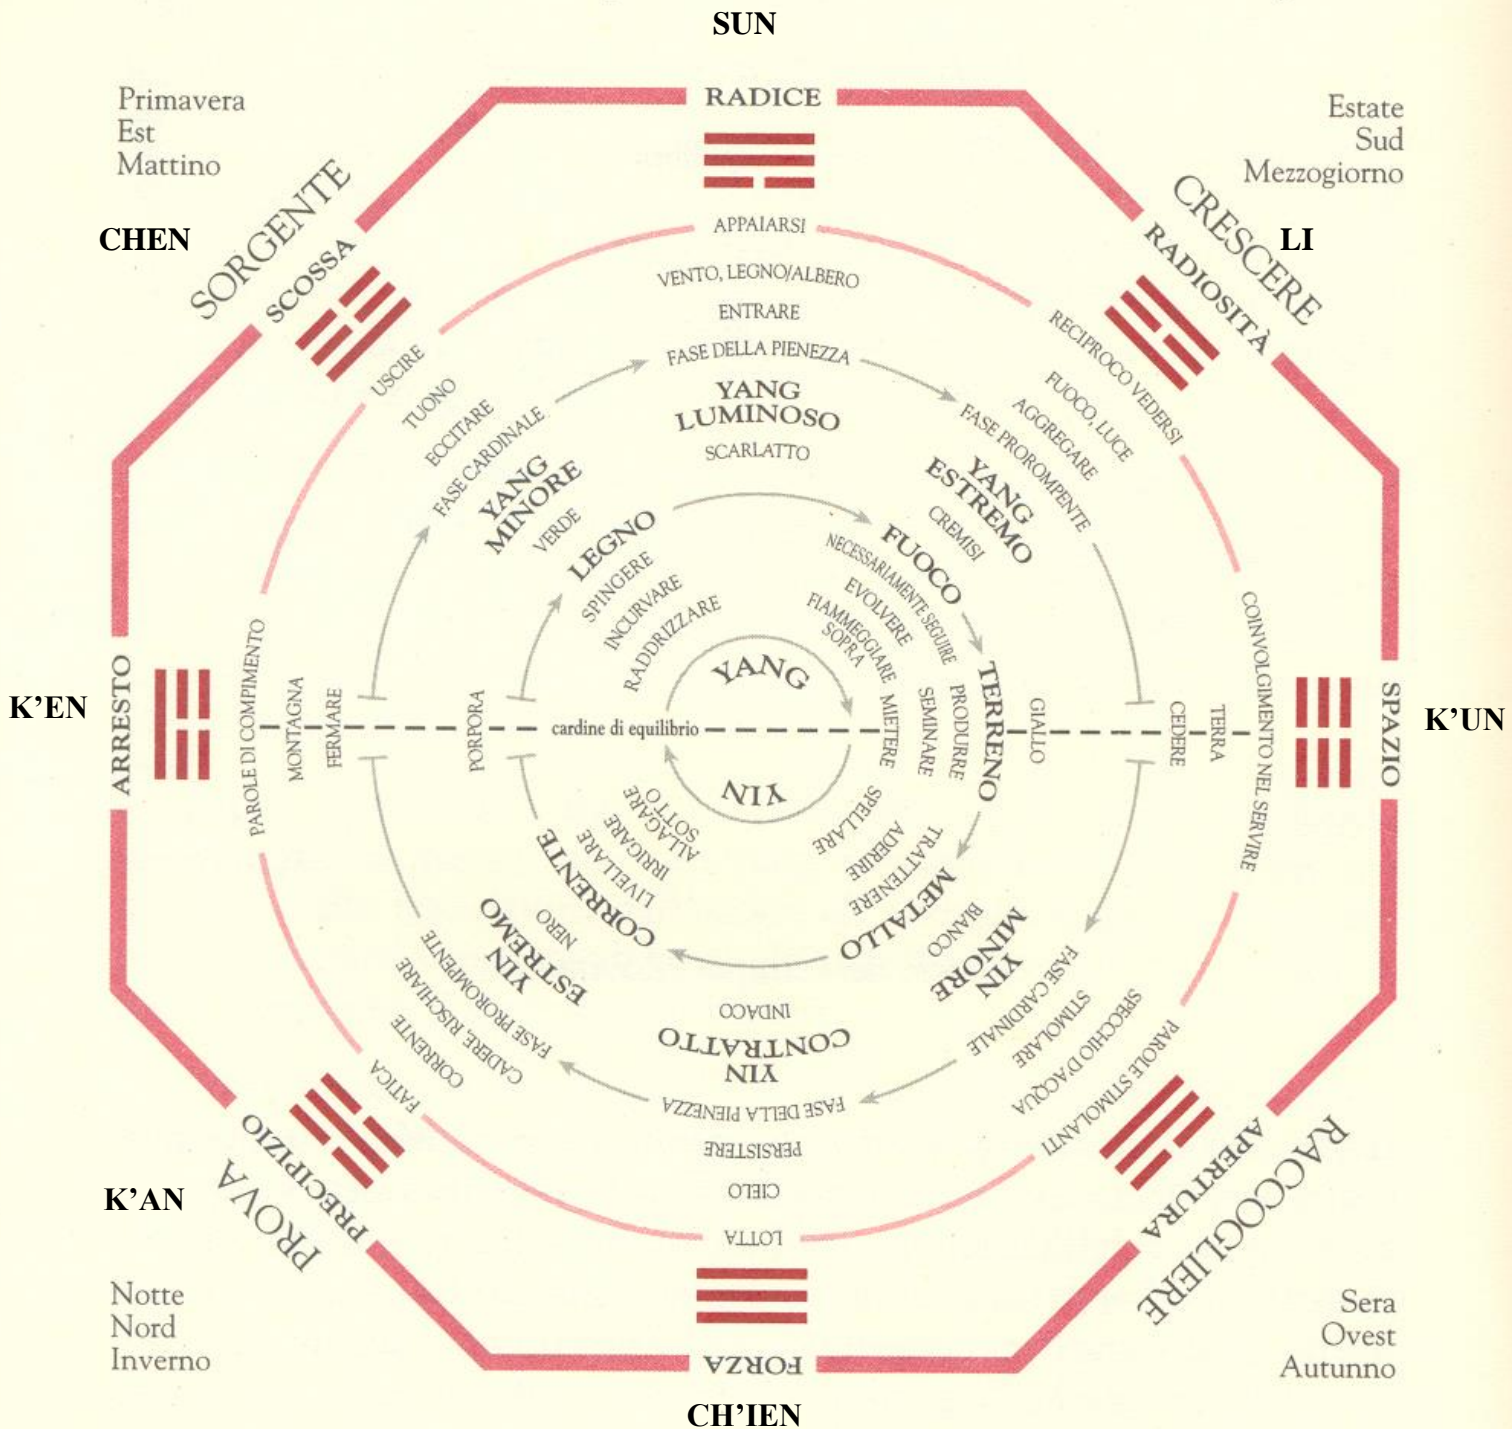 SUN
RADICE
APPAIARSI
VENTO, LEGNO/ALBERO
ENTRARE
FASE DELLA PIENEZZA
YANG
LUMINOSO
SCARLATTO
Primavera
Est
Mattino
CHEN
SORGENTE
SCOSSA
USCIRE
TUONO
ECCITARE
FASE CARDINALE
YANG
MINORE
VERDE
LEGNO
SPINGERE
INCURVARE
RADDRIZZARE
Estate
Sud
Mezzogiorno
CRESCERE
LI
RADIOSITÀ
RECIPROCO VEDERSI
FUOCO, LUCE
AGGREGARE
FASE PROROMPENTE
YANG
ESTREMO
CREMISI
FUOCO
NECESSARIAMENTE SEGUIRE
EVOLVERE
FIAMMEGGIARE
SOPRA
YANG
K'EN
ARRESTO
PAROLE DI COMPIMENTO
MONTAGNA
FERMARE
PORPORA
cardine di equilibrio
MIETERE
SEMINARE
PRODURRE
TERRENO
GIALLO
CEDERE
TERRA
COINVOLGIMENTO NEL SERVIRE
SPAZIO
K'UN
YIN
ALLAGARE
SOTTO
IRRIGARE
LIVELLARE
CORRENTE
NERO
YIN
ESTREMO
FASE PROROMPENTE
CADERE, RISCHIARE
CORRENTE
FATICA
PRECIPIZIO
PROVA
K'AN
Notte
Nord
Inverno
SPELLARE
ADERIRE
TRATTENERE
METALLO
BIANCO
YIN
MINORE
FASE CARDINALE
STIMOLARE
SPECCHIO D'ACQUA
PAROLE STIMOLANTI
APERTURA
RACCOGLIERE
Sera
Ovest
Autunno
INDACO
YIN
CONTRATTO
FASE DELLA PIENEZZA
PERSISTERE
CIELO
LOTTA
FORZA
CH'IEN